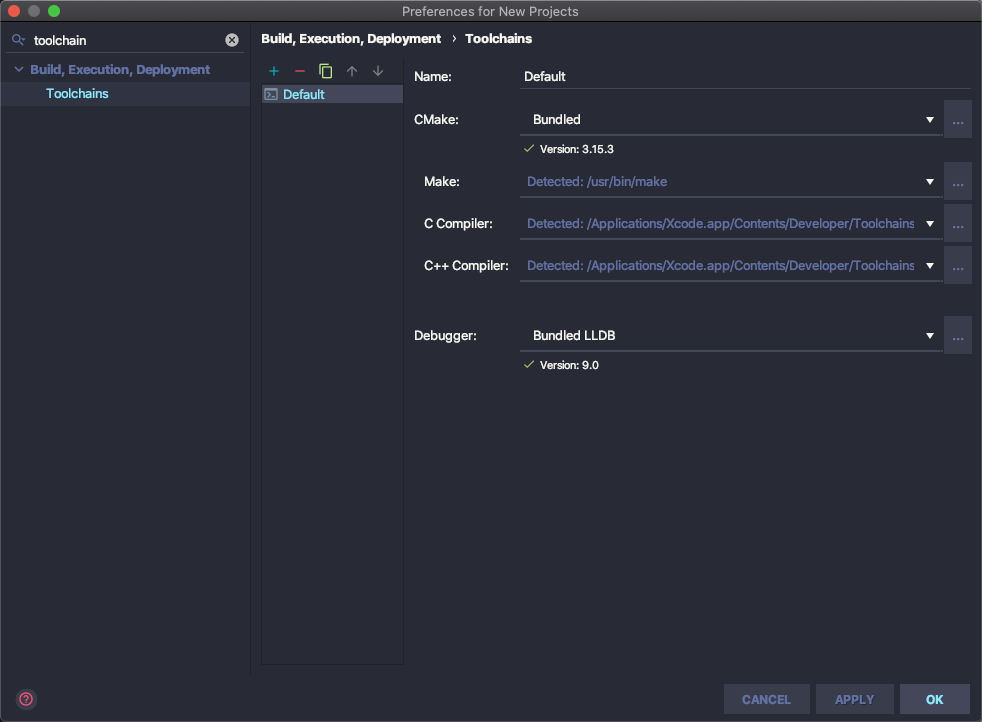 Preferences for New Projects
toolchain
Build, Execution, Deployment
Toolchains
Build, Execution, Deployment › Toolchains
Default
Name: Default
CMake: Bundled ...
Version: 3.15.3
Make: Detected: /usr/bin/make ...
C Compiler: Detected: /Applications/Xcode.app/Contents/Developer/Toolchains ...
C++ Compiler: Detected: /Applications/Xcode.app/Contents/Developer/Toolchains ...
Debugger: Bundled LLDB ...
Version: 9.0
?
CANCEL APPLY OK